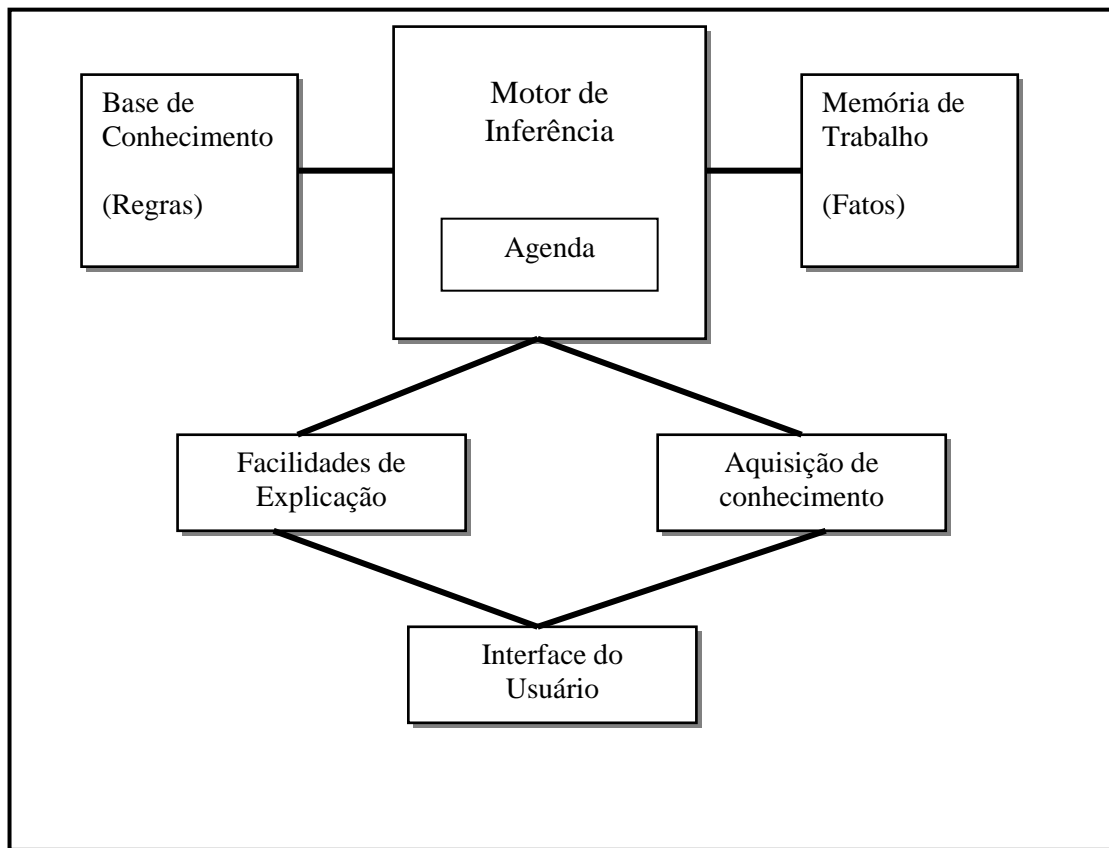 Base de
Conhecimento
(Regras)
Motor de
Inferência
Agenda
Memória de
Trabalho
(Fatos)
Facilidades de
Explicação
Aquisição de
conhecimento
Interface do
Usuário